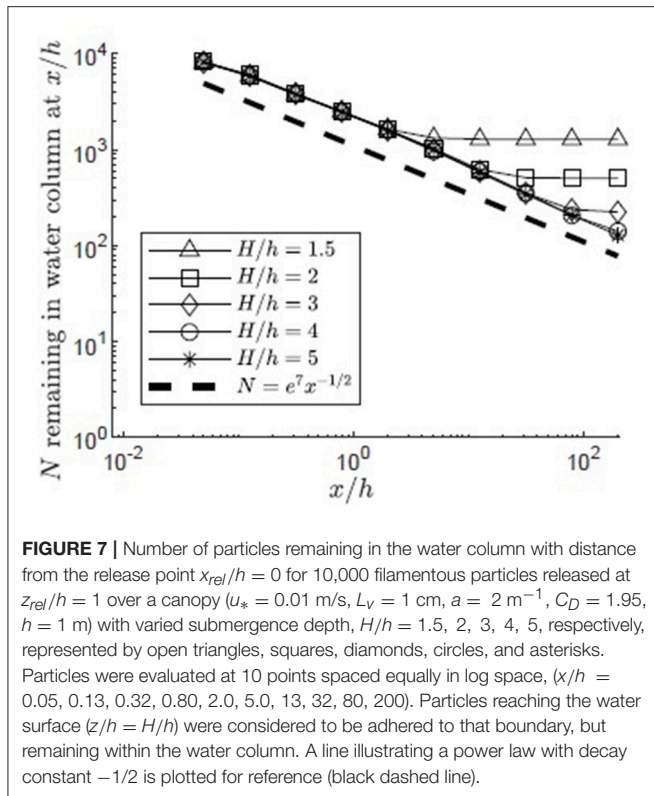 10^4
10^3
10^2
10^1
10^0
N remaining in water column at x/h
H/h = 1.5
H/h = 2
H/h = 3
H/h = 4
H/h = 5
N = e^7x^{-1/2}
10^-2
10^0
10^2
x/h
FIGURE 7 | Number of particles remaining in the water column with distance
from the release point x_rel/h = 0 for 10,000 filamentous particles released at
z_rel/h = 1 over a canopy (u_* = 0.01 m/s, L_v = 1 cm, a = 2 m^-1, C_D = 1.95,
h = 1 m) with varied submergence depth, H/h = 1.5, 2, 3, 4, 5, respectively,
represented by open triangles, squares, diamonds, circles, and asterisks.
Particles were evaluated at 10 points spaced equally in log space, (x/h =
0.05, 0.13, 0.32, 0.80, 2.0, 5.0, 13, 32, 80, 200). Particles reaching the water
surface (z/h = H/h) were considered to be adhered to that boundary, but
remaining within the water column. A line illustrating a power law with decay
constant −1/2 is plotted for reference (black dashed line).